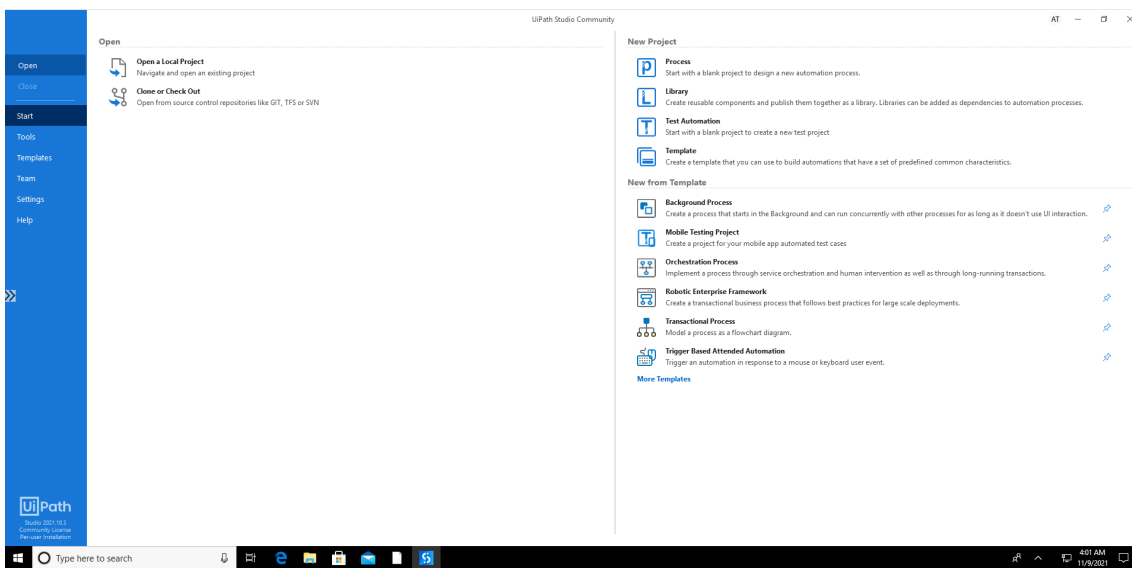 UiPath Studio Community
AT
Open
Close
Start
Tools
Templates
Team
Settings
Help
UiPath
Studio 2021.10.3
Community License
Per-user Installation
Open
Open a Local Project
Navigate and open an existing project
Clone or Check Out
Open from source control repositories like GIT, TFS or SVN
New Project
Process
Start with a blank project to design a new automation process.
Library
Create reusable components and publish them together as a library. Libraries can be added as dependencies to automation processes.
Test Automation
Start with a blank project to create a new test project
Template
Create a template that you can use to build automations that have a set of predefined common characteristics.
New from Template
Background Process
Create a process that starts in the Background and can run concurrently with other processes for as long as it doesn't use UI interaction.
Mobile Testing Project
Create a project for your mobile app automated test cases
Orchestration Process
Implement a process through service orchestration and human intervention as well as through long-running transactions.
Robotic Enterprise Framework
Create a transactional business process that follows best practices for large scale deployments.
Transactional Process
Model a process as a flowchart diagram.
Trigger Based Attended Automation
Trigger an automation in response to a mouse or keyboard user event.
More Templates
Type here to search
4:01 AM
11/9/2021